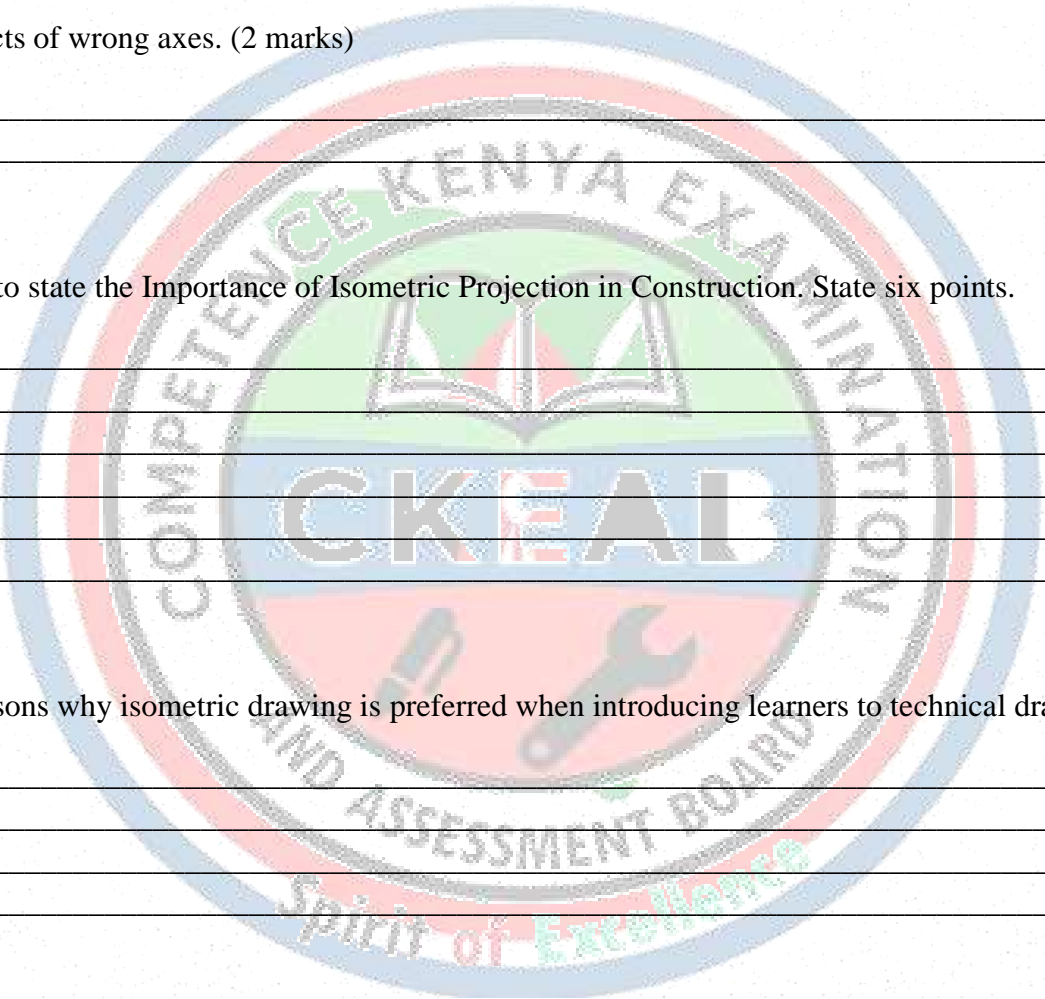 cts of wrong axes. (2 marks)
COMPETENCE KENYA EXAMINATION
to state the Importance of Isometric Projection in Construction. State six points.
CKEAB
sons why isometric drawing is preferred when introducing learners to technical dra
AND ASSESSMENT BOARD
Spirit of Excellence